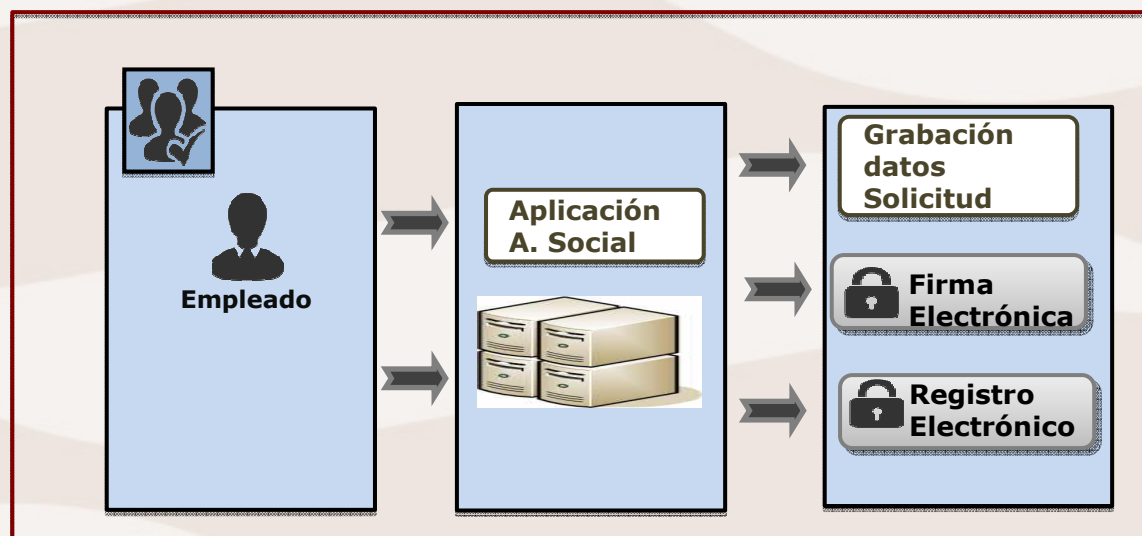 Empleado
Aplicación
A. Social
Grabación
datos
Solicitud
Firma
Electrónica
Registro
Electrónico